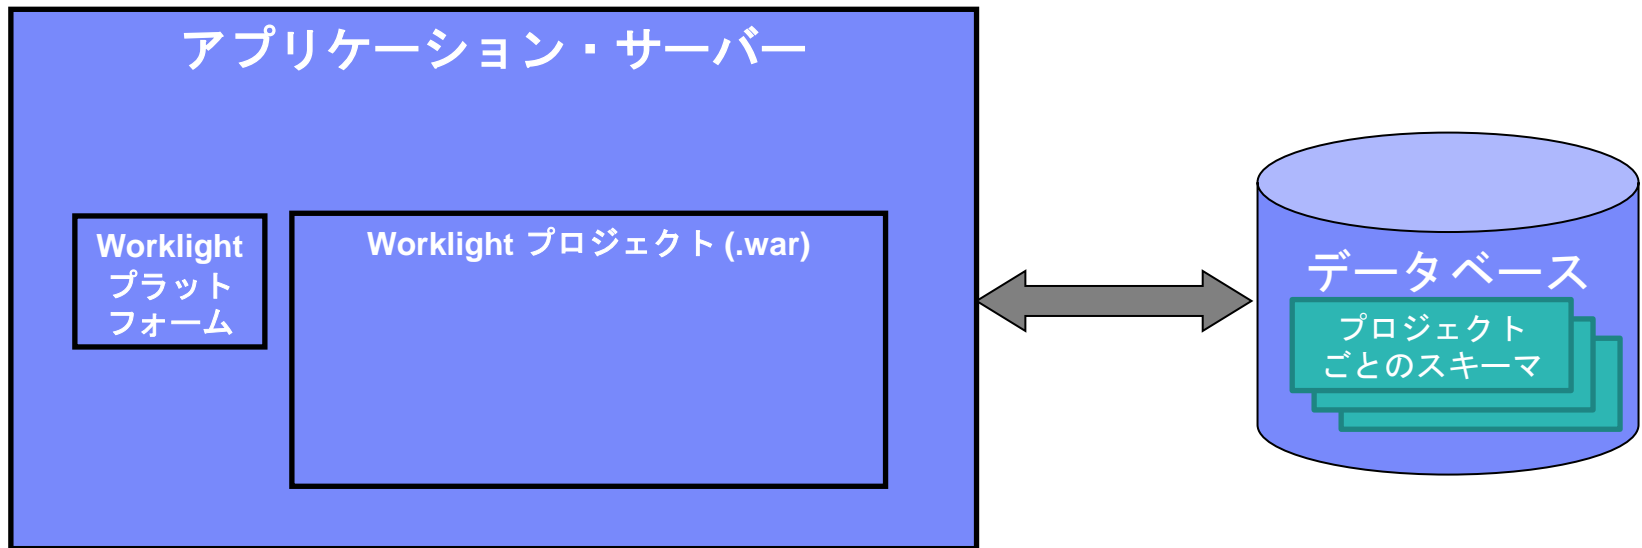 アプリケーション・サーバー
Worklight
プラット
フォーム
Worklight プロジェクト (.war)
データベース
プロジェクト
ごとのスキーマ